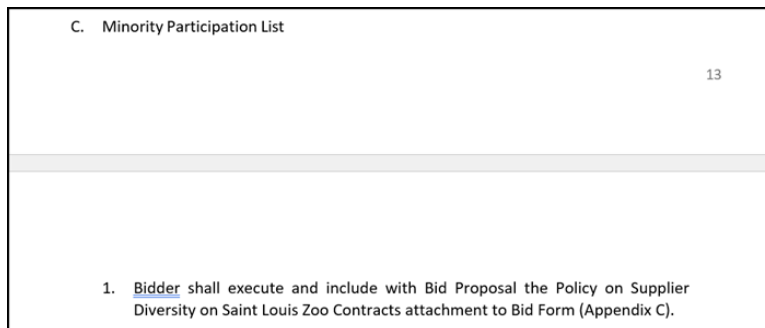 C. Minority Participation List
13
1. Bidder shall execute and include with Bid Proposal the Policy on Supplier
Diversity on Saint Louis Zoo Contracts attachment to Bid Form (Appendix C).